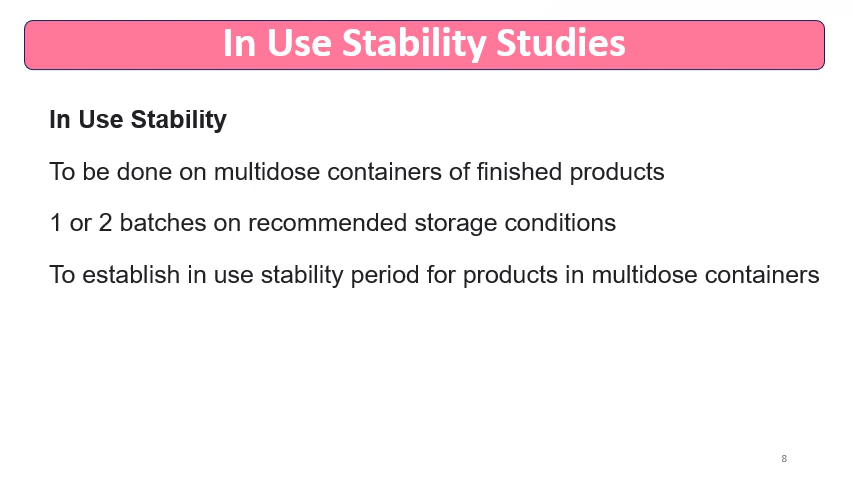 In Use Stability Studies
In Use Stability
To be done on multidose containers of finished products
1 or 2 batches on recommended storage conditions
To establish in use stability period for products in multidose containers
8